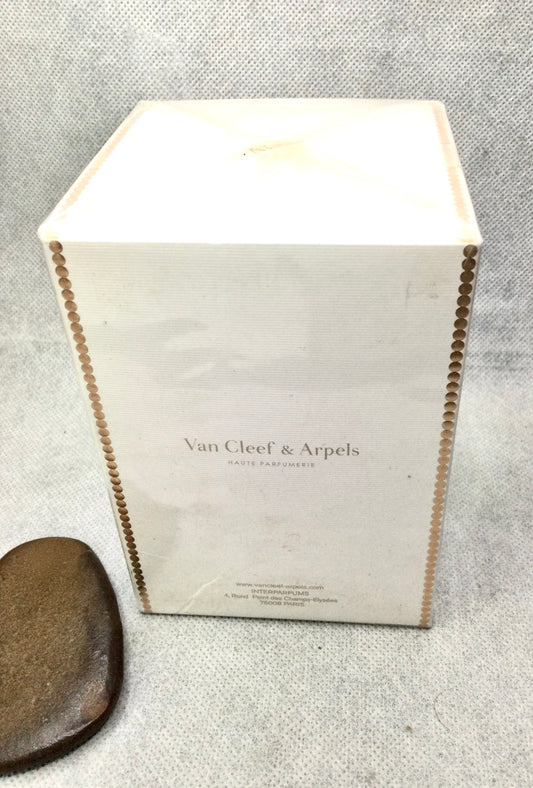 Van Cleef & Arpels
HAUTE PARFUMERIE
www.vancleef-arpels.com
INTERPARFUMS
4, Rond Point des Champs-Elysées
75008 PARIS